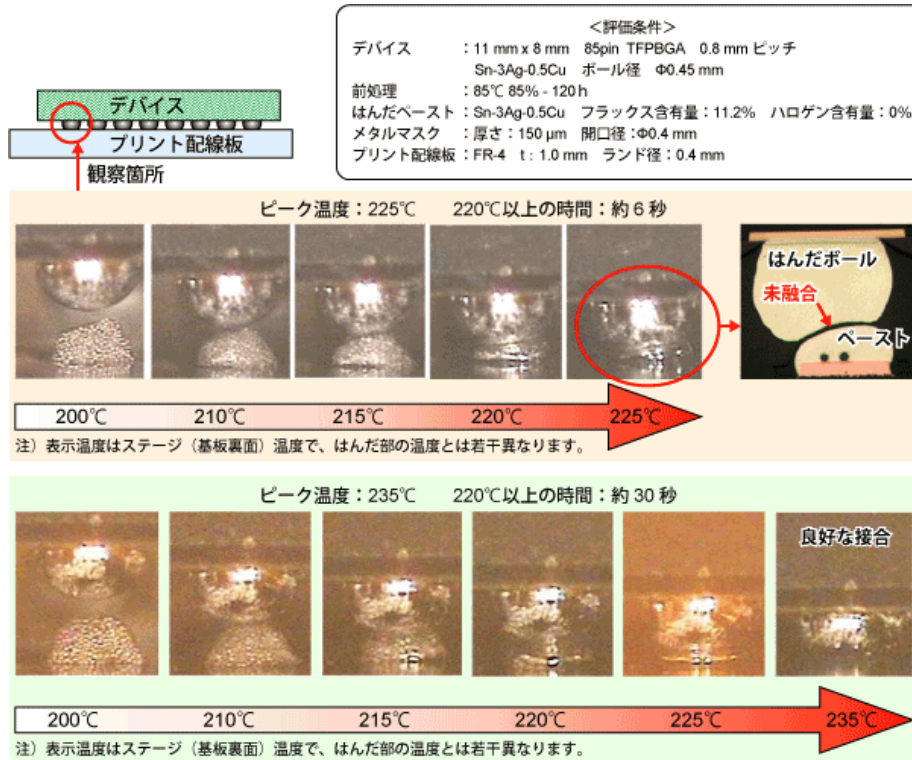 ＜評価条件＞
デバイス ：11 mm x 8 mm 85pin TFPBGA 0.8 mm ピッチ
Sn-3Ag-0.5Cu ボール径 Φ0.45 mm
前処理 ：85℃ 85% - 120 h
はんだペースト：Sn-3Ag-0.5Cu フラックス含有量：11.2% ハロゲン含有量：0%
メタルマスク ：厚さ：150 μm 開口径：Φ0.4 mm
プリント配線板：FR-4 t：1.0 mm ランド径：0.4 mm
デバイス
プリント配線板
観察箇所
ピーク温度：225℃ 220℃以上の時間：約 6 秒
はんだボール
未融合
ペースト
200℃ 210℃ 215℃ 220℃ 225℃
注）表示温度はステージ（基板裏面）温度で、はんだ部の温度とは若干異なります。
ピーク温度：235℃ 220℃以上の時間：約 30 秒
良好な接合
200℃ 210℃ 215℃ 220℃ 225℃ 235℃
注）表示温度はステージ（基板裏面）温度で、はんだ部の温度とは若干異なります。